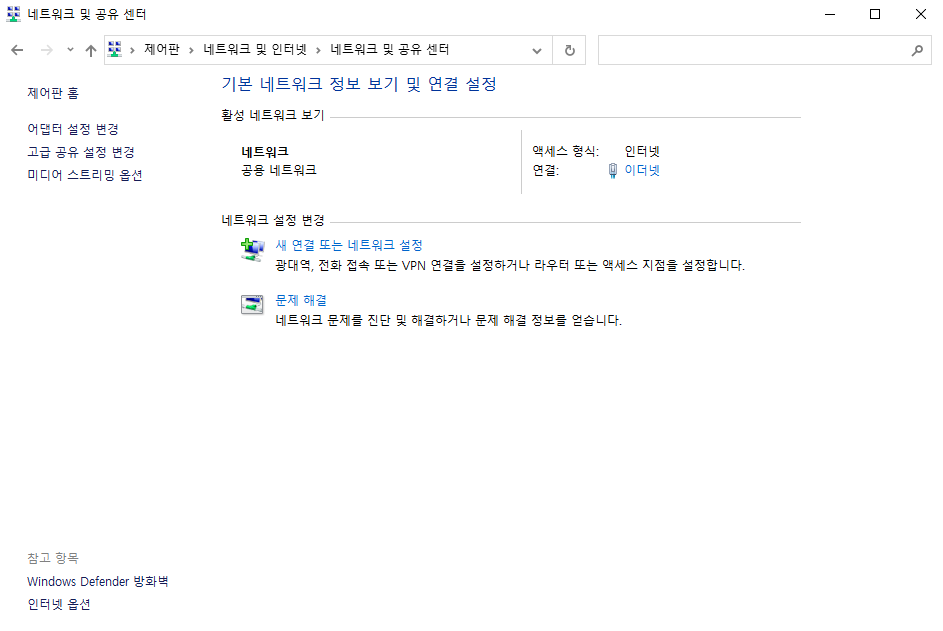 네트워크 및 공유 센터
제어판 > 네트워크 및 인터넷 > 네트워크 및 공유 센터
제어판 홈
어댑터 설정 변경
고급 공유 설정 변경
미디어 스트리밍 옵션
기본 네트워크 정보 보기 및 연결 설정
활성 네트워크 보기
네트워크
공용 네트워크
액세스 형식: 인터넷
연결: 이더넷
네트워크 설정 변경
새 연결 또는 네트워크 설정
광대역, 전화 접속 또는 VPN 연결을 설정하거나 라우터 또는 액세스 지점을 설정합니다.
문제 해결
네트워크 문제를 진단 및 해결하거나 문제 해결 정보를 얻습니다.
참고 항목
Windows Defender 방화벽
인터넷 옵션